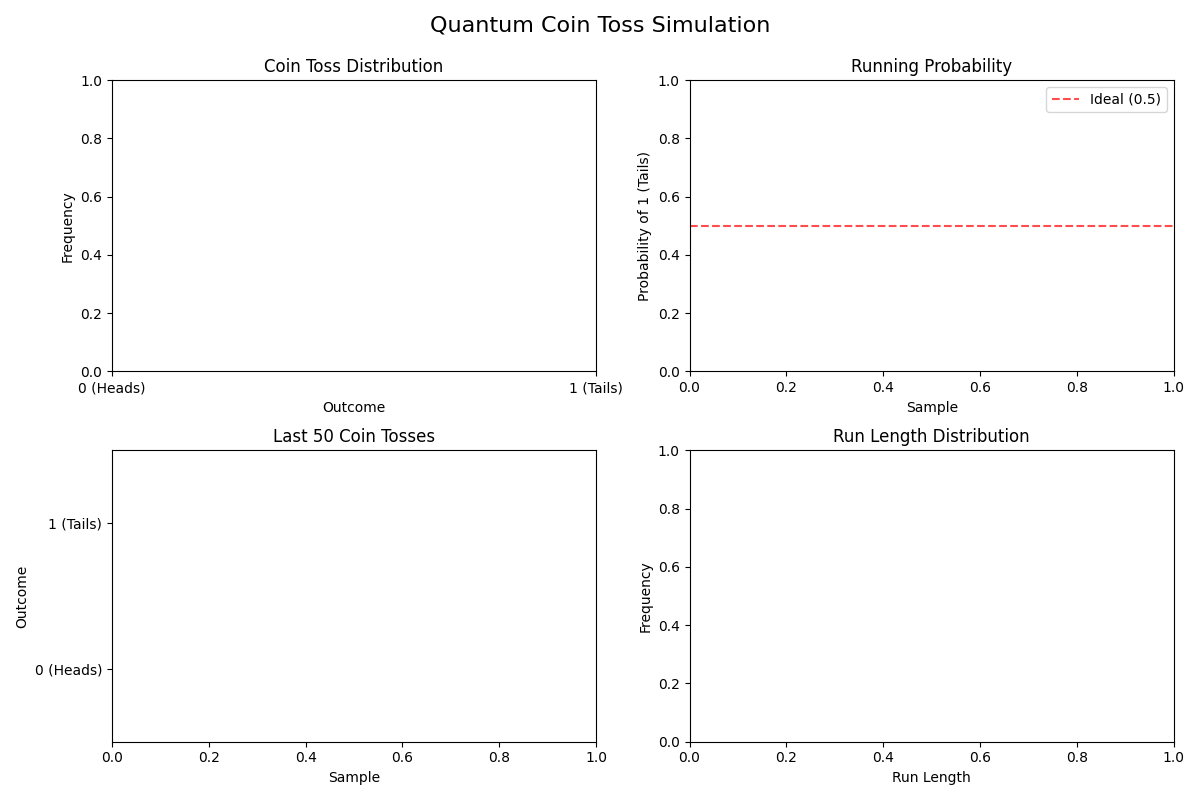 Quantum Coin Toss Simulation
Coin Toss Distribution
1.0
0.8
0.6
0.4
0.2
0.0
Frequency
0 (Heads)
1 (Tails)
Outcome
Running Probability
Ideal (0.5)
1.0
0.8
0.6
0.4
0.2
0.0
Probability of 1 (Tails)
0.0
0.2
0.4
0.6
0.8
1.0
Sample
Last 50 Coin Tosses
1 (Tails)
0 (Heads)
Outcome
0.0
0.2
0.4
0.6
0.8
1.0
Sample
Run Length Distribution
1.0
0.8
0.6
0.4
0.2
0.0
Frequency
0.0
0.2
0.4
0.6
0.8
1.0
Run Length